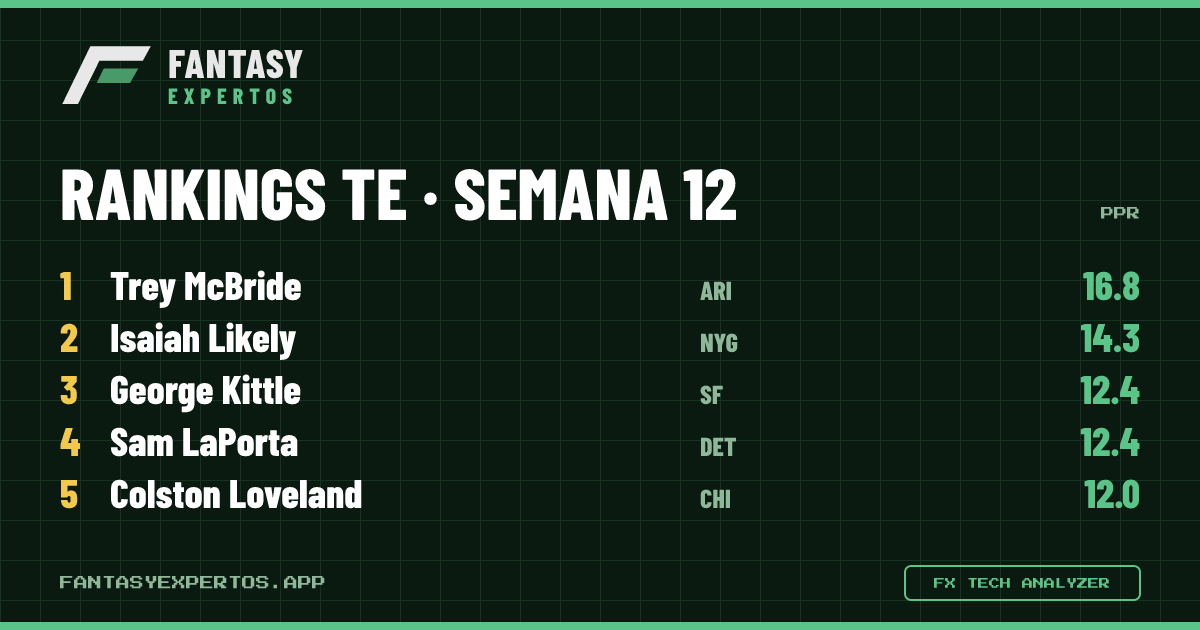 FANTASY
EXPERTOS
RANKINGS TE · SEMANA 12
PPR
1 Trey McBride ARI 16.8
2 Isaiah Likely NYG 14.3
3 George Kittle SF 12.4
4 Sam LaPorta DET 12.4
5 Colston Loveland CHI 12.0
FANTASYEXPERTOS.APP
FX TECH ANALYZER